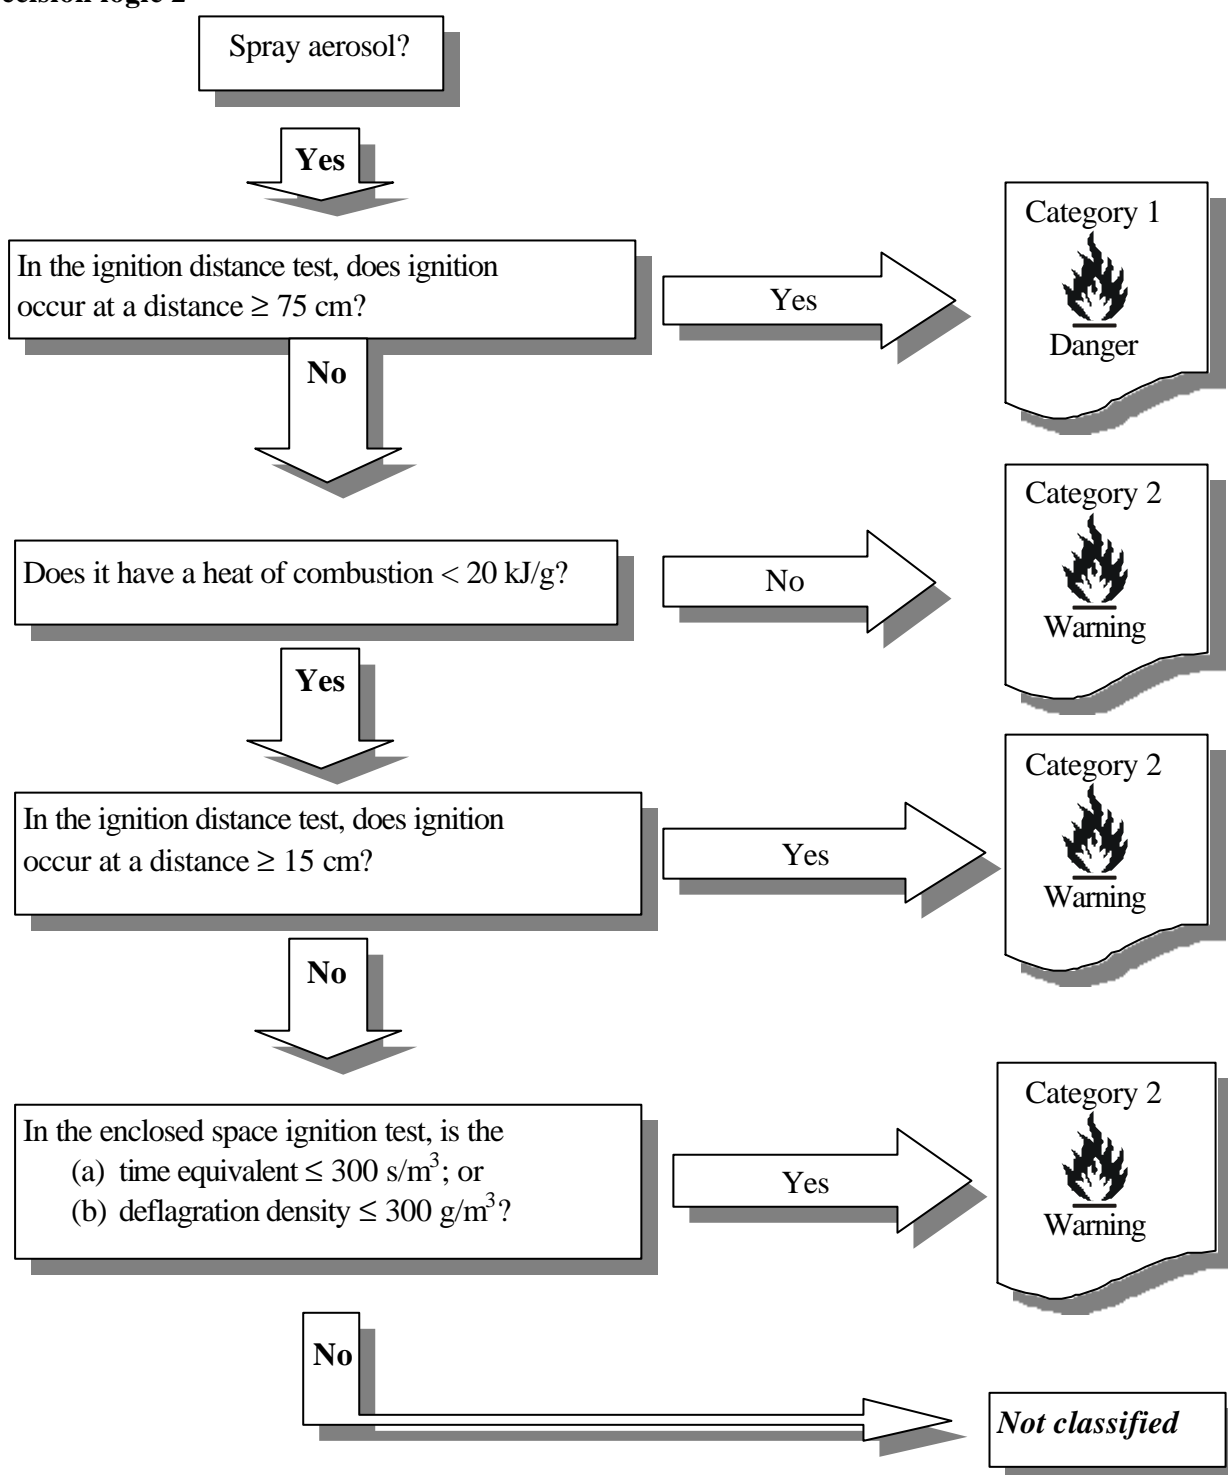 Spray aerosol?
Yes
In the ignition distance test, does ignition
occur at a distance ≥ 75 cm?
Yes
Category 1
Danger
No
Does it have a heat of combustion < 20 kJ/g?
No
Category 2
Warning
Yes
In the ignition distance test, does ignition
occur at a distance ≥ 15 cm?
Yes
Category 2
Warning
No
In the enclosed space ignition test, is the
(a) time equivalent ≤ 300 s/m³; or
(b) deflagration density ≤ 300 g/m³?
Yes
Category 2
Warning
No
Not classified